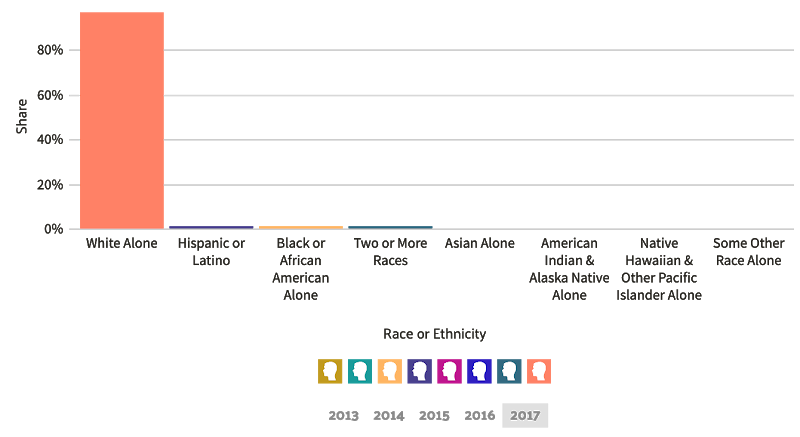 80%
60%
Share
40%
20%
0%
White Alone
Hispanic or
Latino
Black or
African
American
Alone
Two or More
Races
Asian Alone
American
Indian &
Alaska Native
Alone
Native
Hawaiian &
Other Pacific
Islander Alone
Some Other
Race Alone
Race or Ethnicity
2013 2014 2015 2016 2017